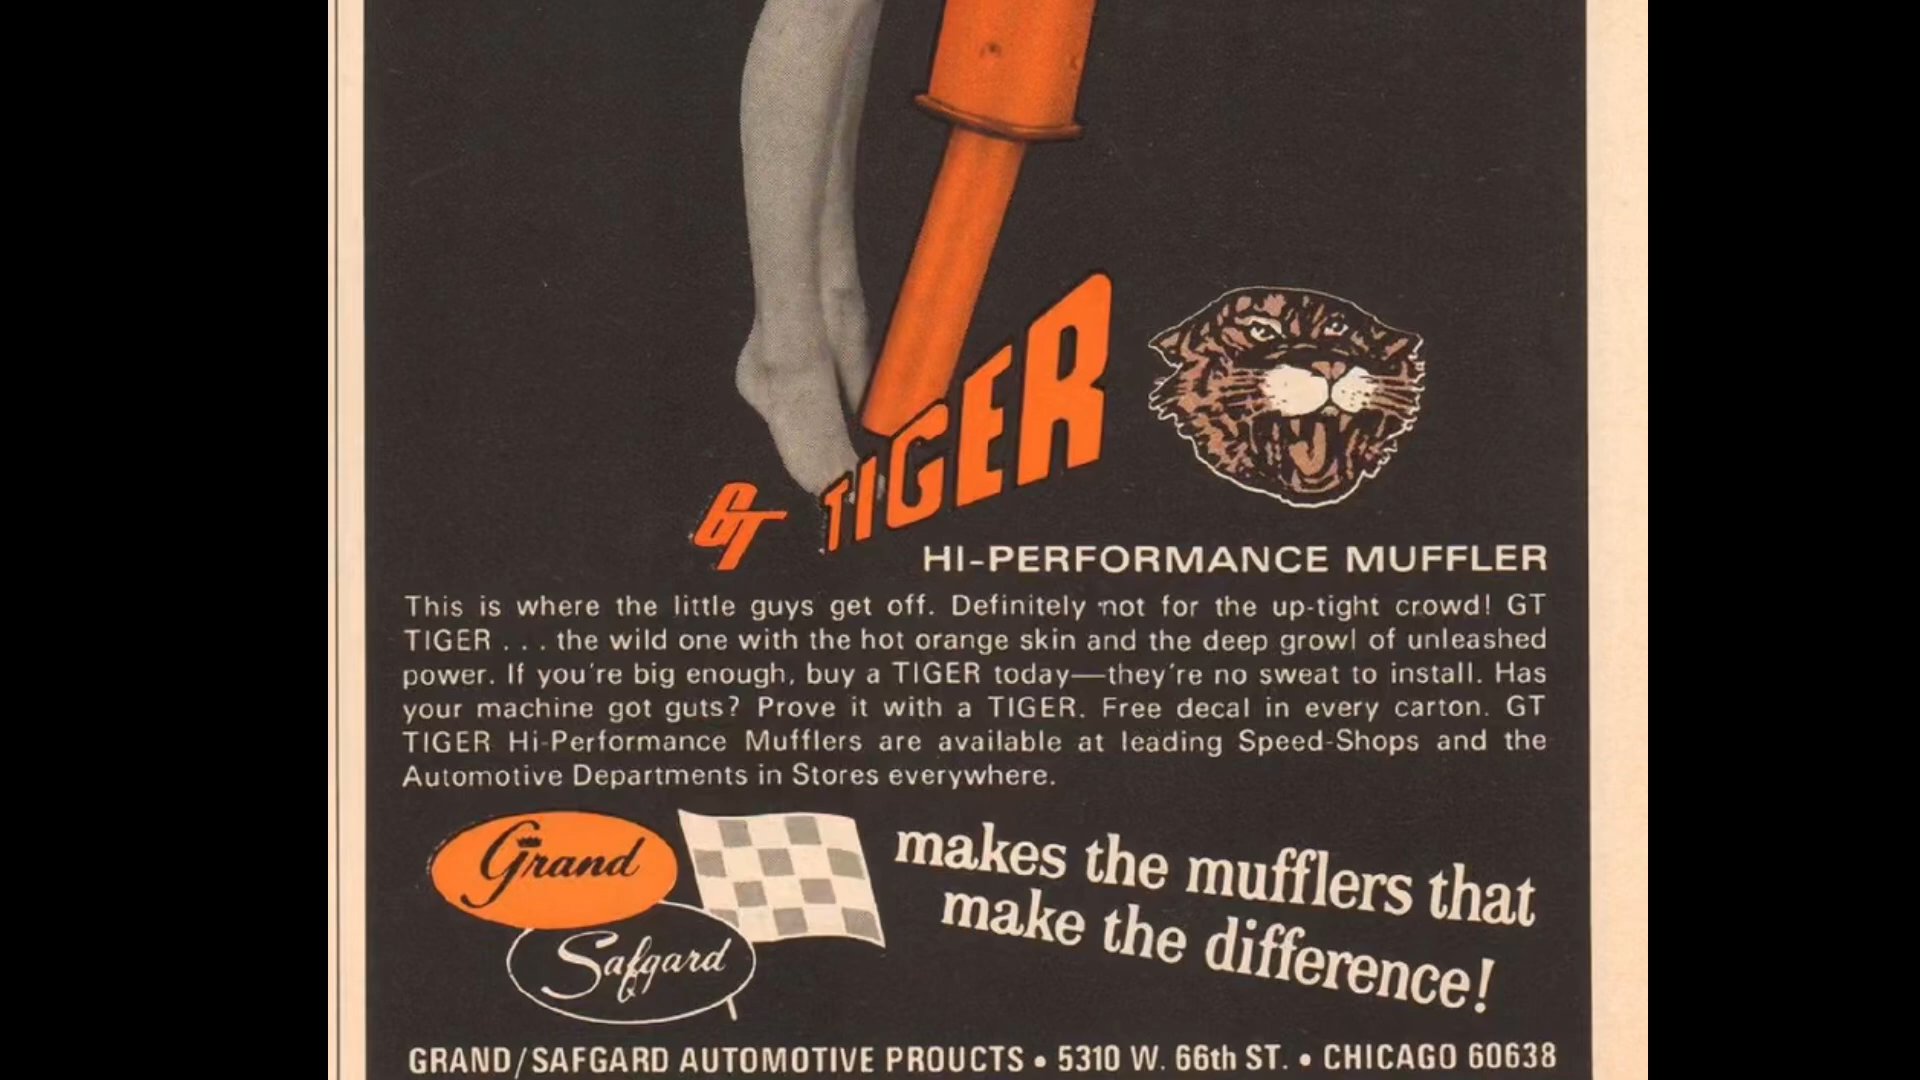 GT TIGER
HI-PERFORMANCE MUFFLER
This is where the little guys get off. Definitely not for the up-tight crowd! GT
TIGER . . . the wild one with the hot orange skin and the deep growl of unleashed
power. If you're big enough, buy a TIGER today—they're no sweat to install. Has
your machine got guts? Prove it with a TIGER. Free decal in every carton. GT
TIGER Hi-Performance Mufflers are available at leading Speed-Shops and the
Automotive Departments in Stores everywhere.
Grand
Safgard
makes the mufflers that
make the difference!
GRAND/SAFGARD AUTOMOTIVE PROUCTS • 5310 W. 66th ST. • CHICAGO 60638